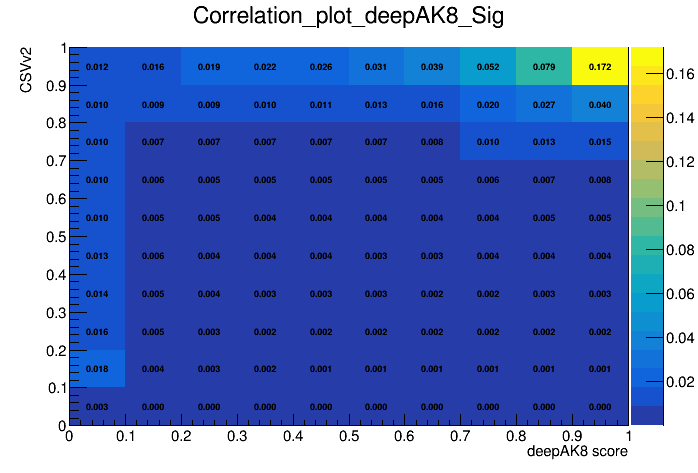 Correlation_plot_deepAK8_Sig
CSVv2
1
0.9
0.8
0.7
0.6
0.5
0.4
0.3
0.2
0.1
0
0.012 0.016 0.019 0.022 0.026 0.031 0.039 0.052 0.079 0.172
0.010 0.009 0.009 0.010 0.011 0.013 0.016 0.020 0.027 0.040
0.010 0.007 0.007 0.007 0.007 0.007 0.008 0.010 0.013 0.015
0.010 0.006 0.005 0.005 0.005 0.005 0.005 0.006 0.007 0.008
0.010 0.005 0.005 0.004 0.004 0.004 0.004 0.004 0.005 0.005
0.013 0.006 0.004 0.004 0.004 0.003 0.003 0.004 0.004 0.004
0.014 0.005 0.004 0.003 0.003 0.002 0.002 0.002 0.003 0.003
0.016 0.005 0.003 0.002 0.002 0.002 0.002 0.002 0.002 0.002
0.018 0.004 0.003 0.002 0.001 0.001 0.001 0.001 0.001 0.001
0.003 0.000 0.000 0.000 0.000 0.000 0.000 0.000 0.000 0.000
0 0.1 0.2 0.3 0.4 0.5 0.6 0.7 0.8 0.9 1
deepAK8 score
0.16
0.14
0.12
0.1
0.08
0.06
0.04
0.02